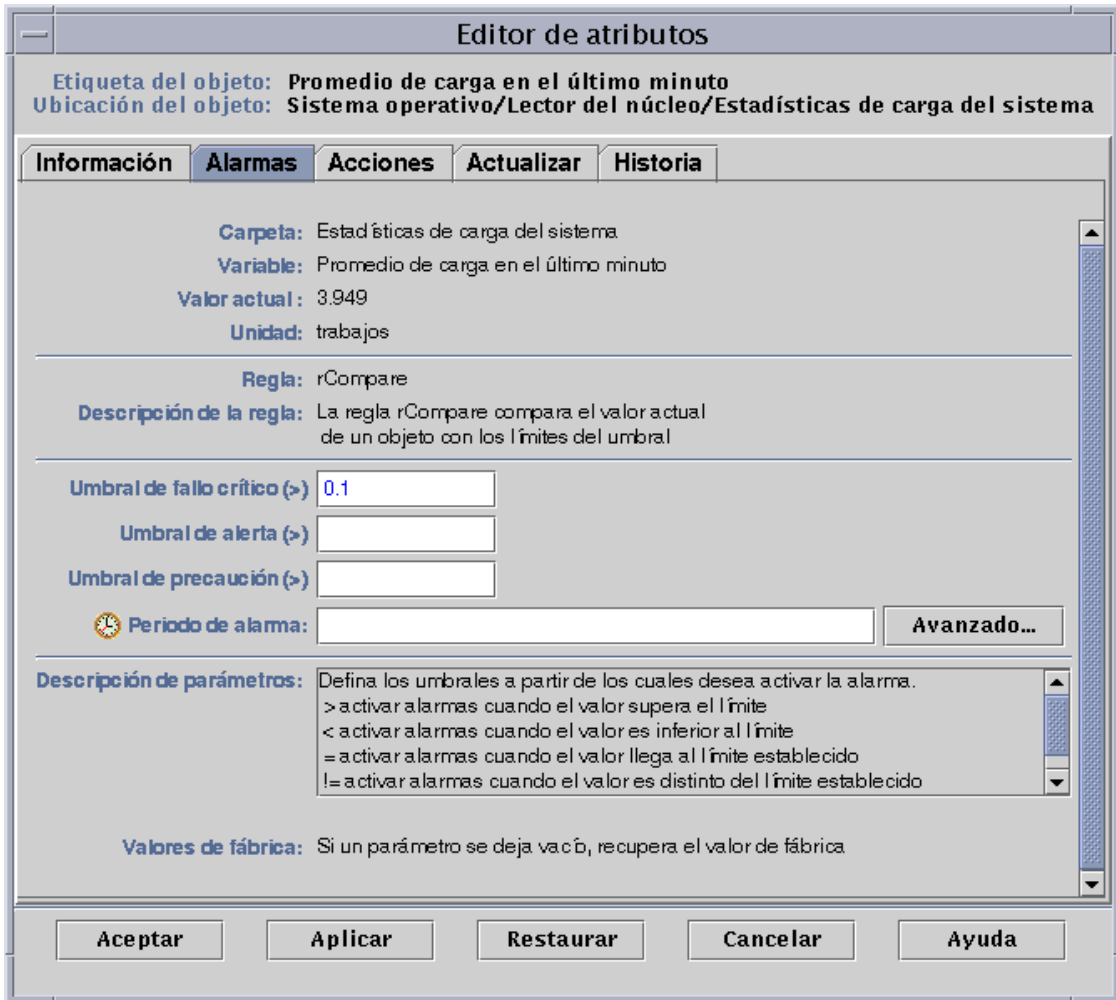 Editor de atributos
Etiqueta del objeto: Promedio de carga en el último minuto
Ubicación del objeto: Sistema operativo/Lector del núcleo/Estadísticas de carga del sistema
Información Alarmas Acciones Actualizar Historia
Carpeta: Estadísticas de carga del sistema
Variable: Promedio de carga en el último minuto
Valor actual: 3.949
Unidad: trabajos
Regla: rCompare
Descripción de la regla: La regla rCompare compara el valor actual
de un objeto con los límites del umbral
Umbral de fallo crítico (>) 0.1
Umbral de alerta (>)
Umbral de precaución (>)
Periodo de alarma: Avanzado...
Descripción de parámetros: Defina los umbrales a partir de los cuales desea activar la alarma.
> activar alarmas cuando el valor supera el límite
< activar alarmas cuando el valor es inferior al límite
= activar alarmas cuando el valor llega al límite establecido
!= activar alarmas cuando el valor es distinto del límite establecido
Valores de fábrica: Si un parámetro se deja vacío, recupera el valor de fábrica
Aceptar Aplicar Restaurar Cancelar Ayuda